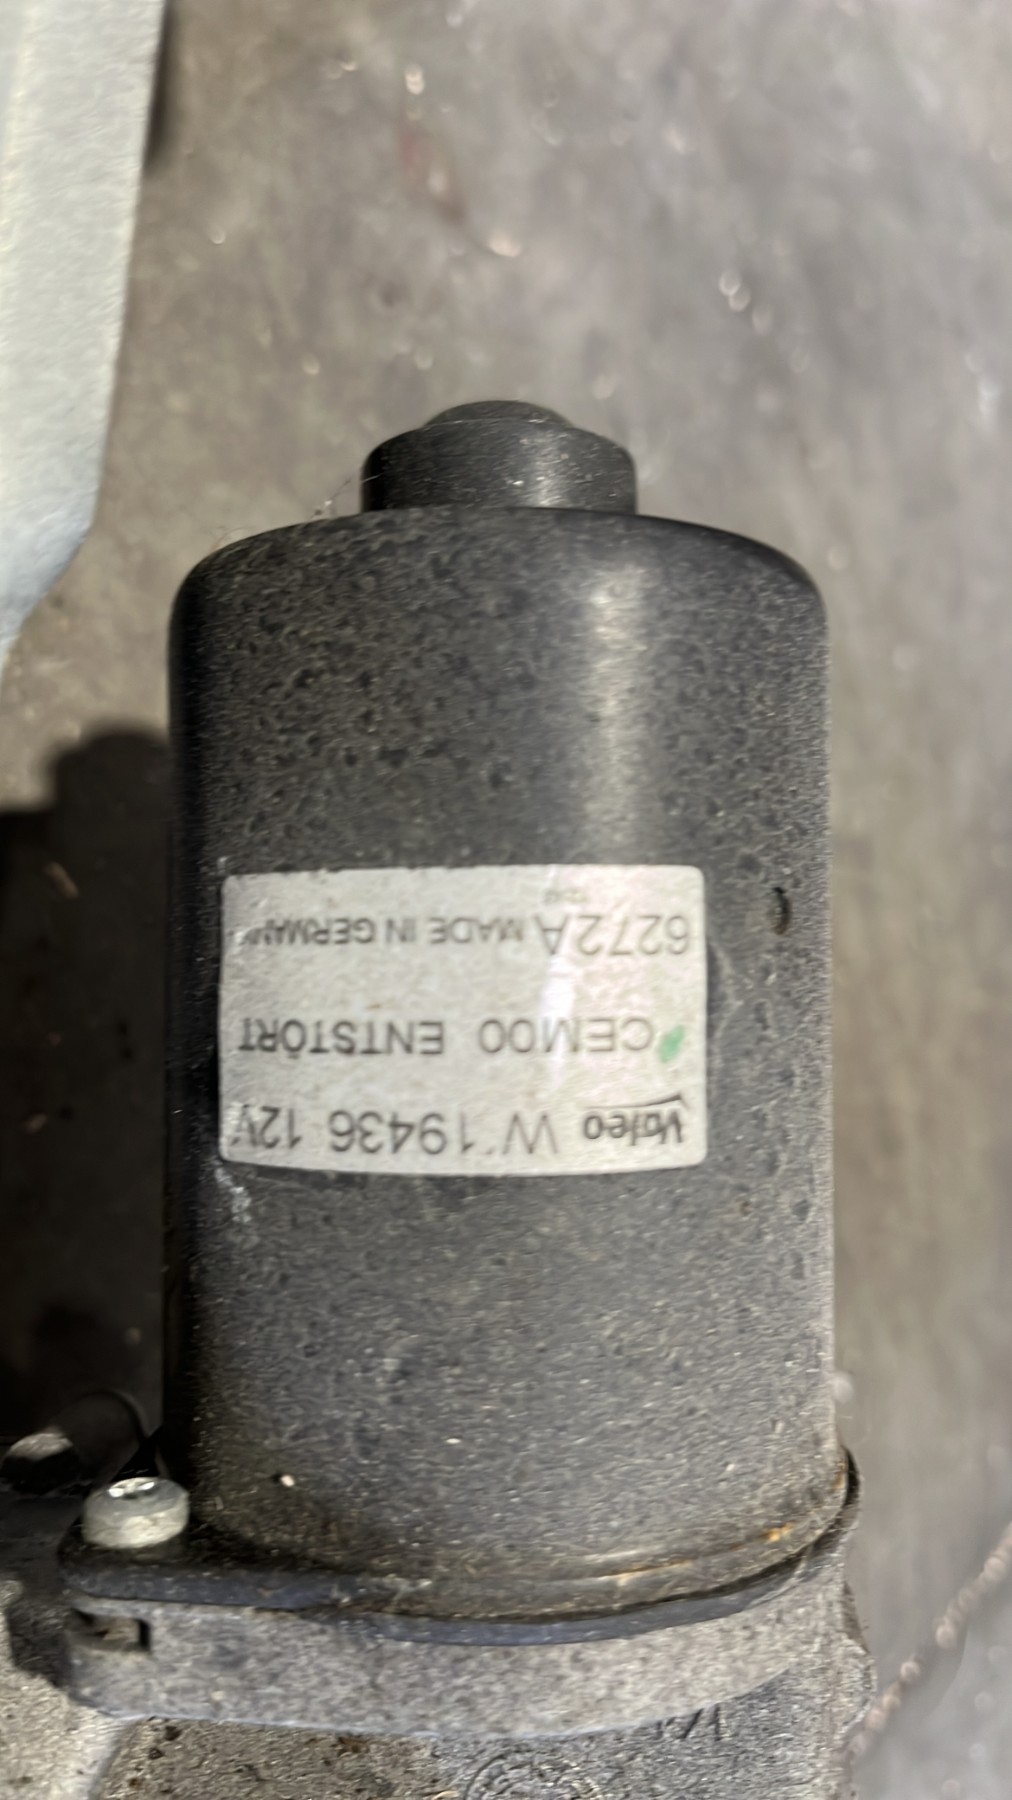 Valeo W 19436 12V
CEM00 ENTSTÖRT
6272A MADE IN GERMANY